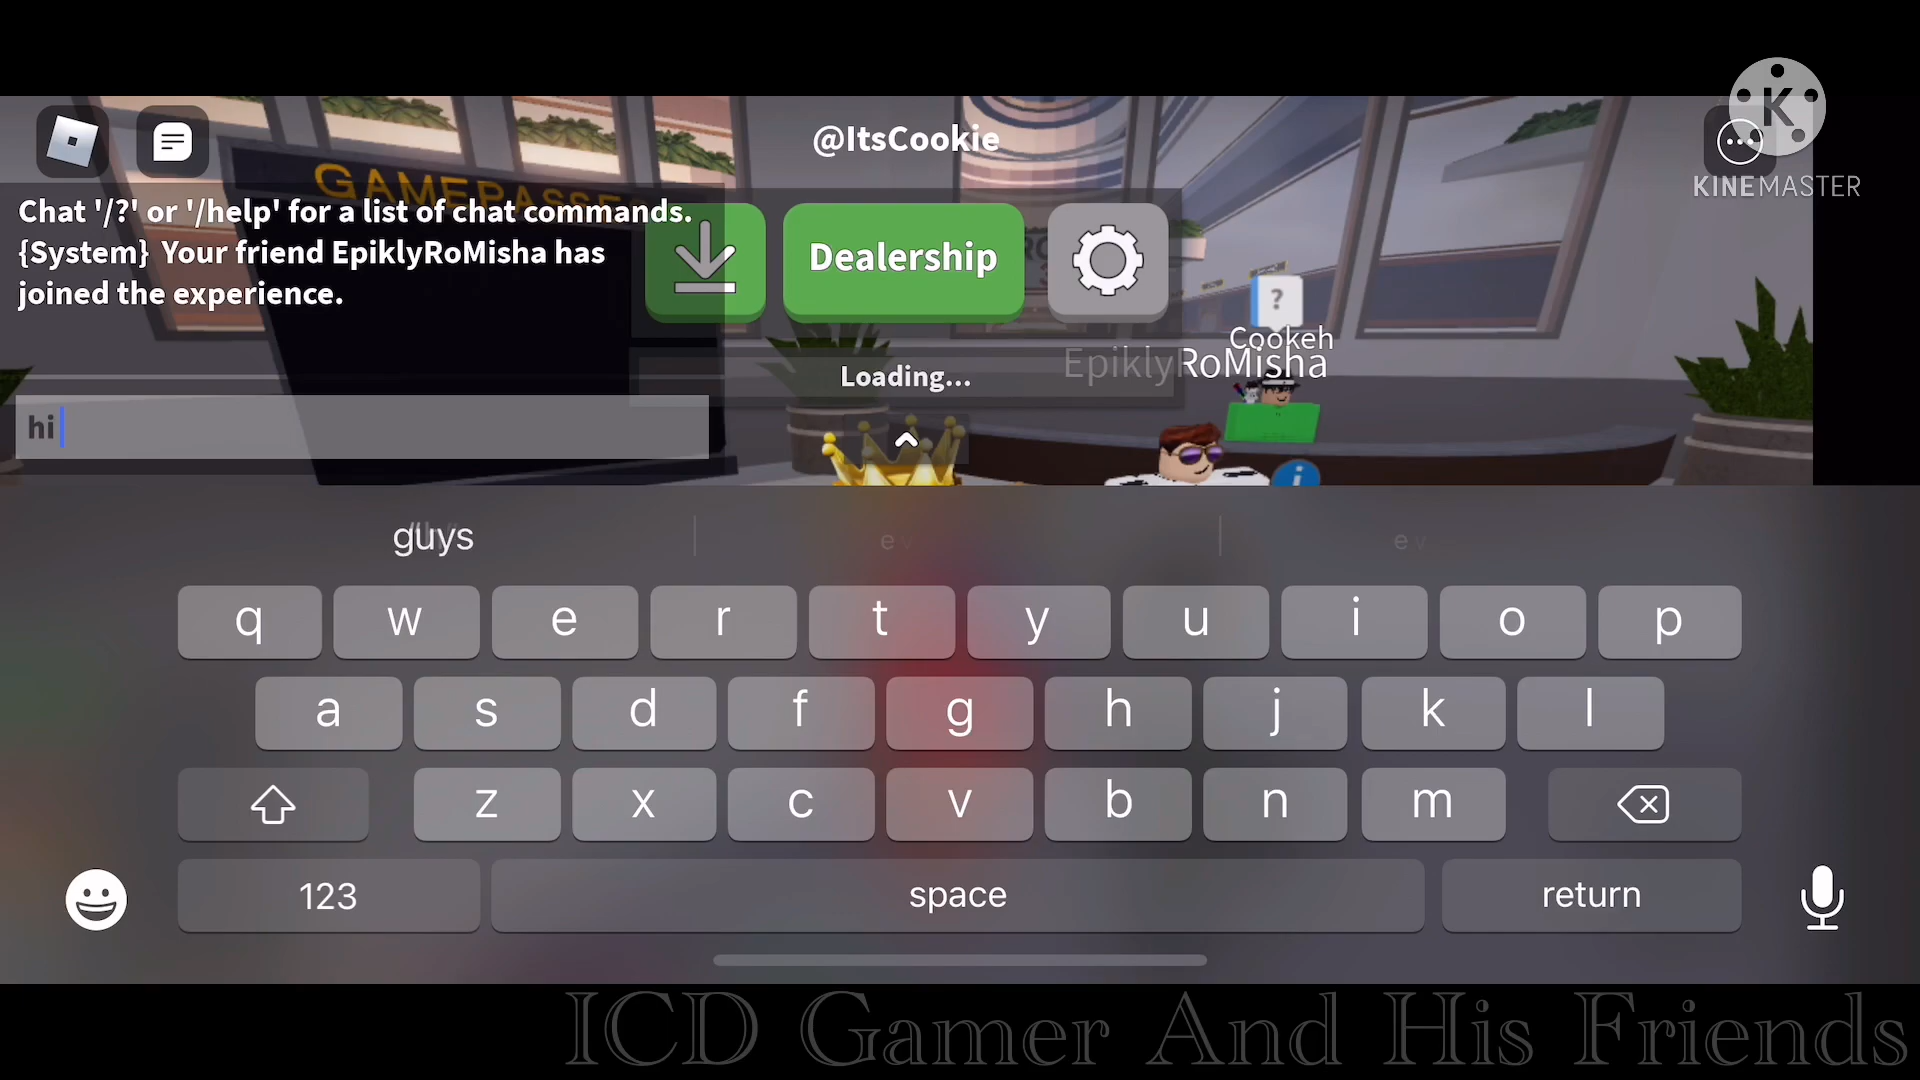 @ItsCookie
GAMEPASSES
Chat '/?' or '/help' for a list of chat commands.
{System} Your friend EpiklyRoMisha has
joined the experience.
Dealership
?
Cookeh
EpiklyRoMisha
Loading...
hi
i
K
KINEMASTER
guys
q w e r t y u i o p
a s d f g h j k l
z x c v b n m
123 space return
ICD Gamer And His Friends